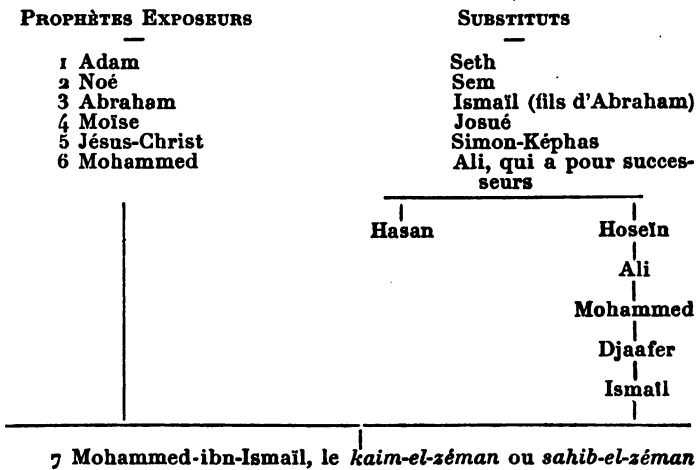 PROPHÈTES EXPOSEURS SUBSTITUTS
1 Adam Seth
2 Noé Sem
3 Abraham Ismaïl (fils d'Abraham)
4 Moïse Josué
5 Jésus-Christ Simon-Képhas
6 Mohammed Ali, qui a pour succes-
seurs
Hasan Hoseïn
Ali
Mohammed
Djaafer
Ismaïl
7 Mohammed-ibn-Ismaïl, le kaim-el-zéman ou sahib-el-zéman